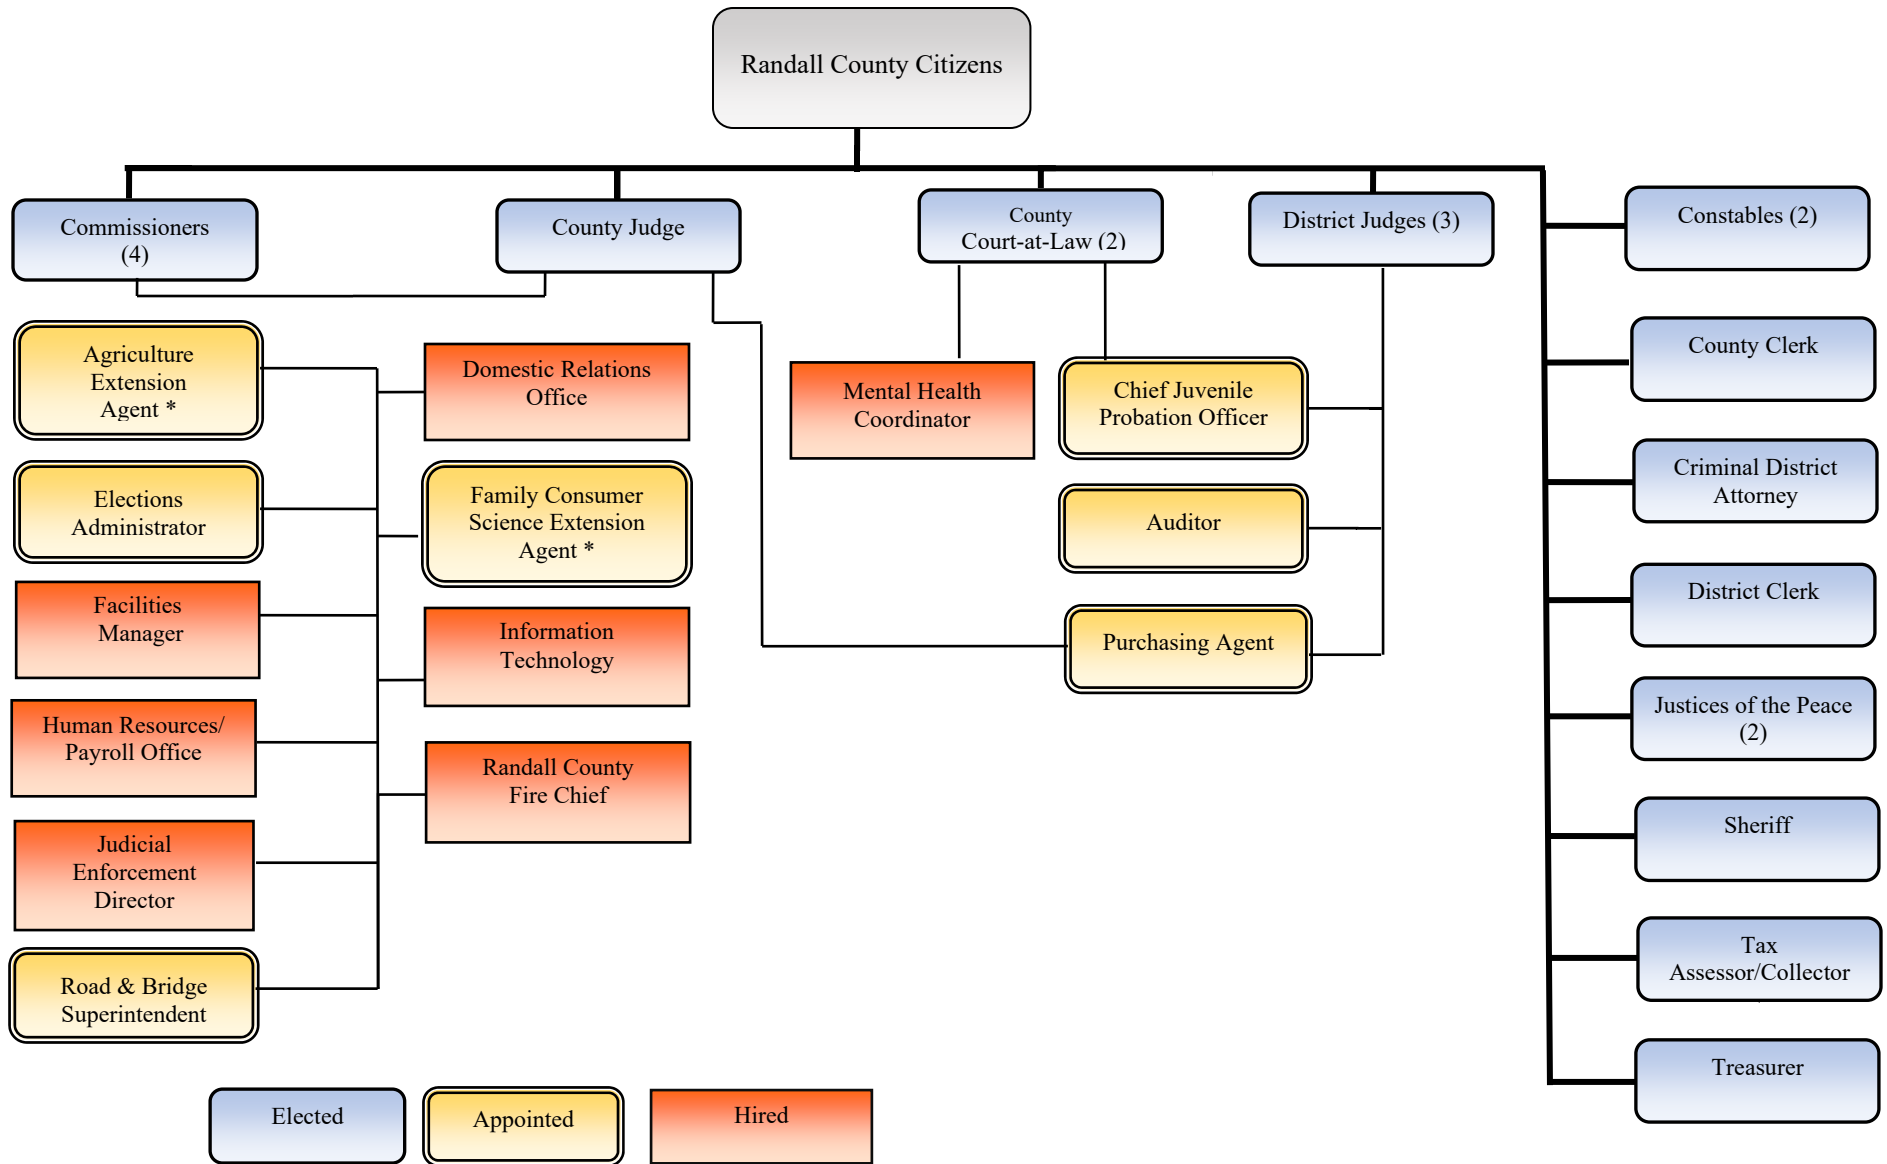 Randall County Citizens
Commissioners
(4)
County Judge
County
Court-at-Law (2)
District Judges (3)
Constables (2)
Agriculture
Extension
Agent *
Domestic Relations
Office
Mental Health
Coordinator
Chief Juvenile
Probation Officer
County Clerk
Elections
Administrator
Family Consumer
Science Extension
Agent *
Auditor
Criminal District
Attorney
Facilities
Manager
Information
Technology
Purchasing Agent
District Clerk
Human Resources/
Payroll Office
Randall County
Fire Chief
Justices of the Peace
(2)
Judicial
Enforcement
Director
Sheriff
Road & Bridge
Superintendent
Tax
Assessor/Collector
Treasurer
Elected
Appointed
Hired